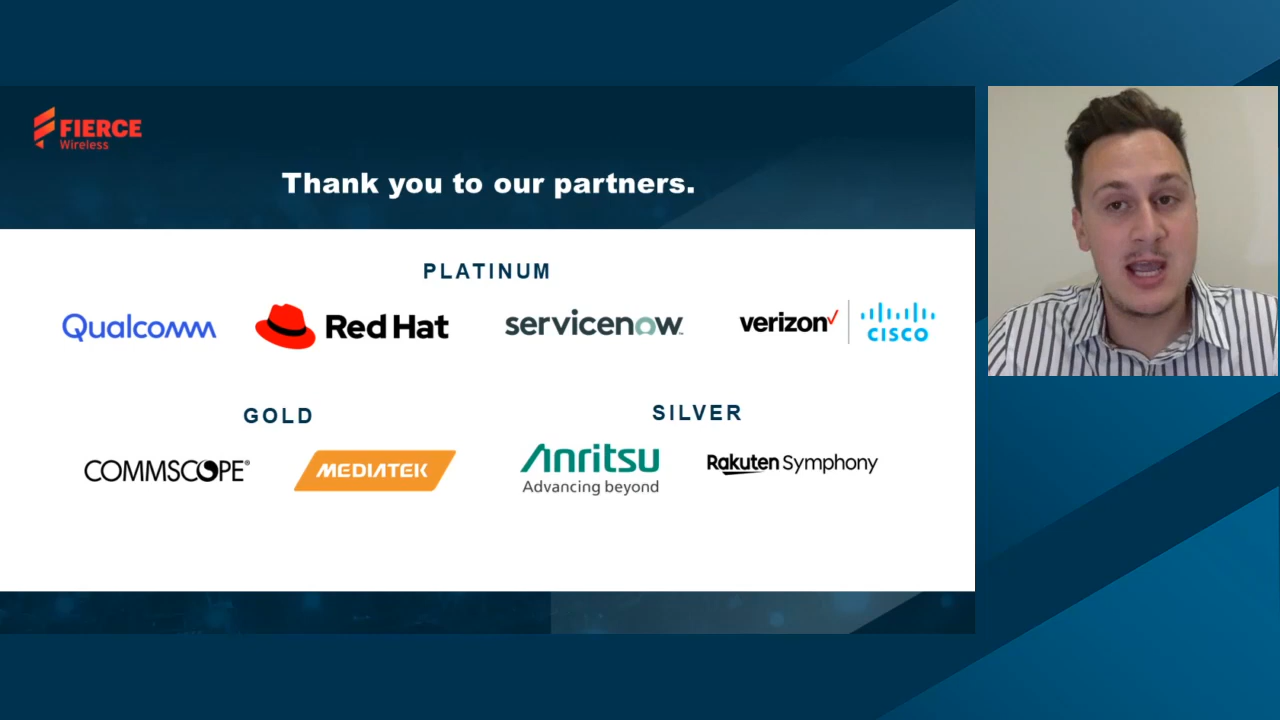 FIERCE
Wireless
Thank you to our partners.
PLATINUM
Qualcomm
Red Hat
servicenow™
verizon
CISCO
GOLD
COMMSCOPE®
MEDIATEK
SILVER
Anritsu
Advancing beyond
Rakuten Symphony